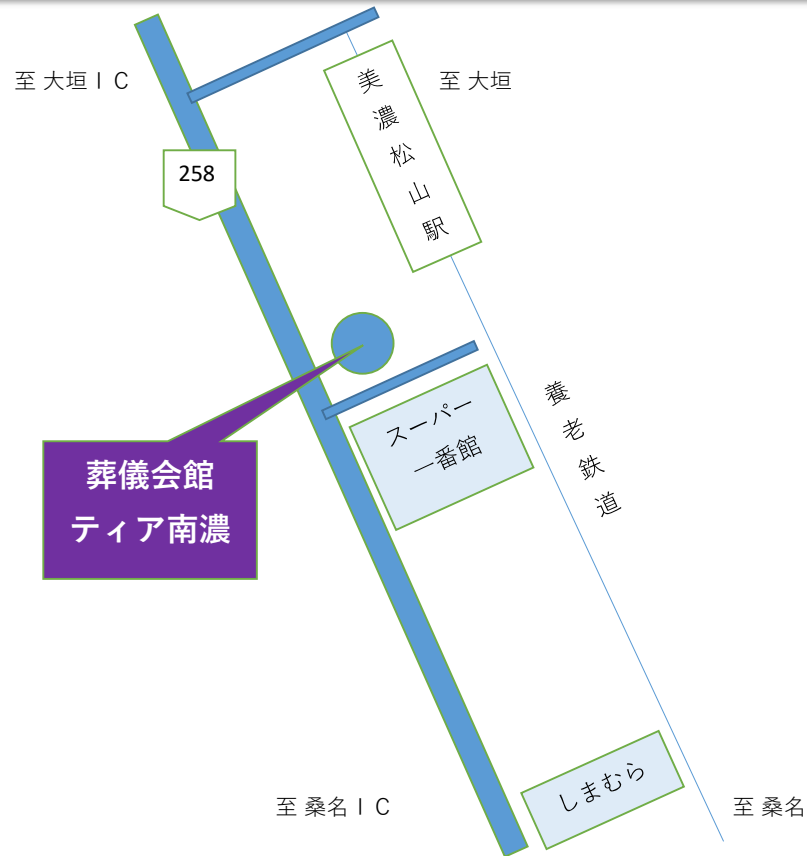 至 大垣ＩＣ
至 大垣
美濃松山駅
258
スーパー
一番館
養老鉄道
葬儀会館
ティア南濃
しまむら
至 桑名ＩＣ
至 桑名